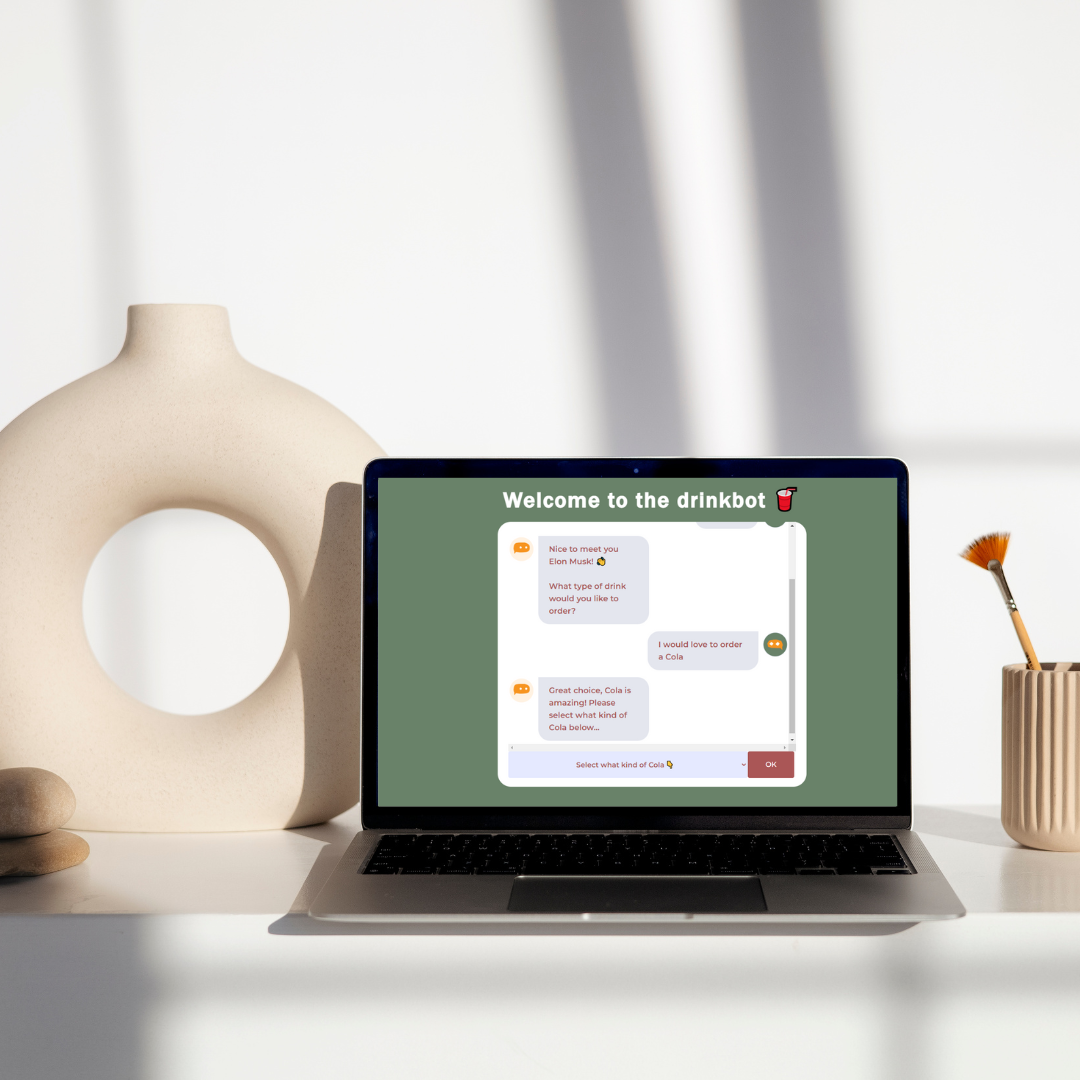 Welcome to the drinkbot 🥤
Nice to meet you
Elon Musk! 👏
What type of drink
would you like to
order?
I would love to order
a Cola
Great choice, Cola is
amazing! Please
select what kind of
Cola below...
Select what kind of Cola 👇
OK